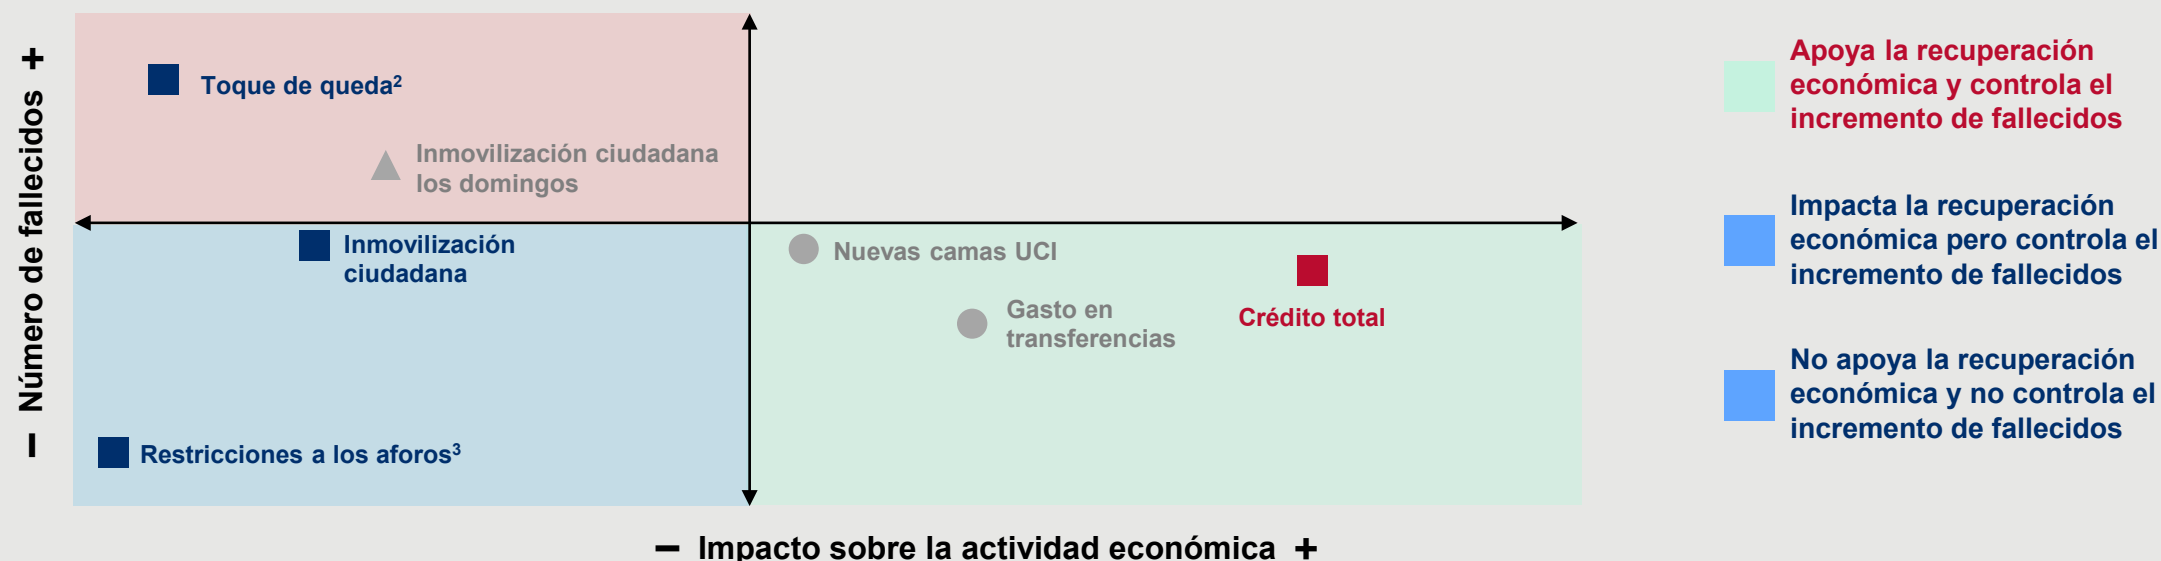 − Número de fallecidos +
Toque de queda²
Inmovilización ciudadana
los domingos
Inmovilización
ciudadana
Nuevas camas UCI
Gasto en
transferencias
Crédito total
Restricciones a los aforos³
− Impacto sobre la actividad económica +
Apoya la recuperación
económica y controla el
incremento de fallecidos
Impacta la recuperación
económica pero controla el
incremento de fallecidos
No apoya la recuperación
económica y no controla el
incremento de fallecidos